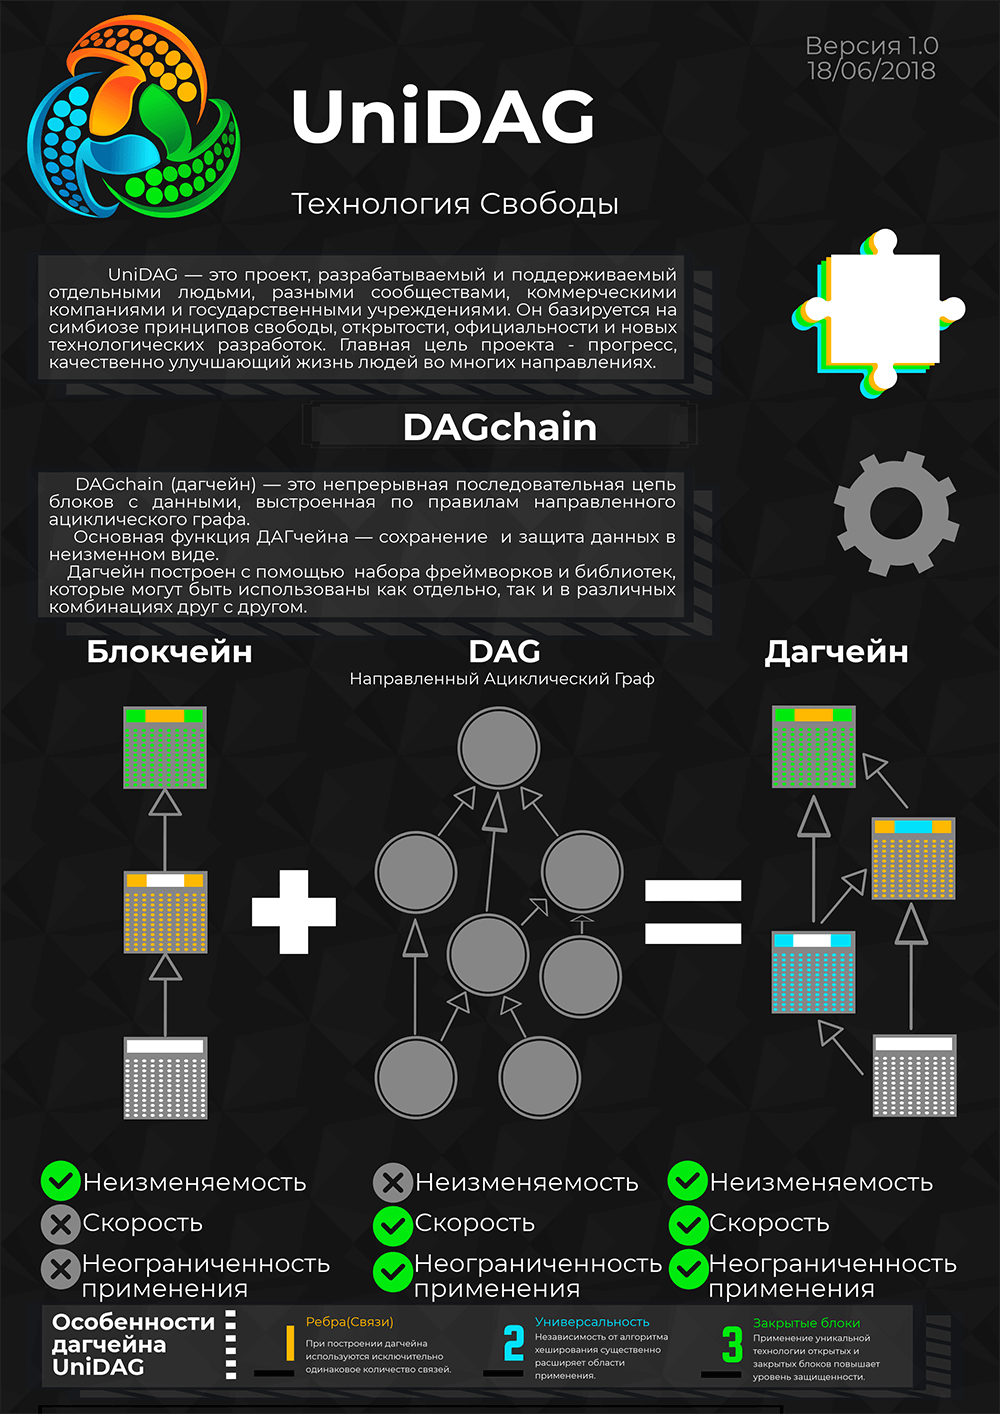 Версия 1.0
18/06/2018
UniDAG
Технология Свободы
UniDAG — это проект, разрабатываемый и поддерживаемый
отдельными людьми, разными сообществами, коммерческими
компаниями и государственными учреждениями. Он базируется на
симбиозе принципов свободы, открытости, официальности и новых
технологических разработок. Главная цель проекта - прогресс,
качественно улучшающий жизнь людей во многих направлениях.
DAGchain
DAGchain (дагчейн) — это непрерывная последовательная цепь
блоков с данными, выстроенная по правилам направленного
ациклического графа.
Основная функция ДАГчейна — сохранение и защита данных в
неизменном виде.
Дагчейн построен с помощью набора фреймворков и библиотек,
которые могут быть использованы как отдельно, так и в различных
комбинациях друг с другом.
Блокчейн
DAG
Направленный Ациклический Граф
Дагчейн
Неизменяемость
Скорость
Неограниченность
применения
Неизменяемость
Скорость
Неограниченность
применения
Неизменяемость
Скорость
Неограниченность
применения
Особенности
дагчейна
UniDAG
1
Ребра(Связи)
При построении дагчейна
используются исключительно
одинаковое количество связей.
2
Универсальность
Независимость от алгоритма
хеширования существенно
расширяет области
применения.
3
Закрытые блоки
Применение уникальной
технологии открытых и
закрытых блоков повышает
уровень защищенности.